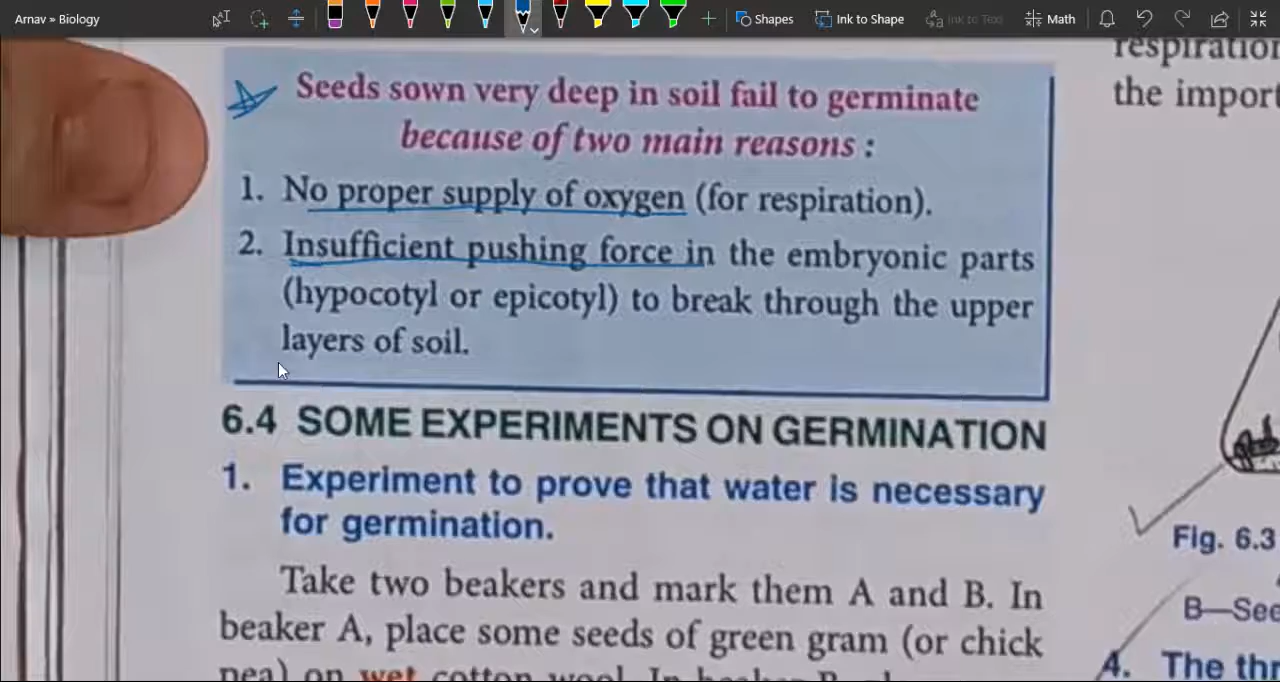 Arnav » Biology
Shapes
Ink to Shape
Ink to Text
Math
Seeds sown very deep in soil fail to germinate
because of two main reasons :
1. No proper supply of oxygen (for respiration).
2. Insufficient pushing force in the embryonic parts
(hypocotyl or epicotyl) to break through the upper
layers of soil.
6.4 SOME EXPERIMENTS ON GERMINATION
1. Experiment to prove that water is necessary
for germination.
Take two beakers and mark them A and B. In
beaker A, place some seeds of green gram (or chick
pea) on wet cotton wool. In beaker B
respiration
the import
Fig. 6.3
B—See
4. The thr